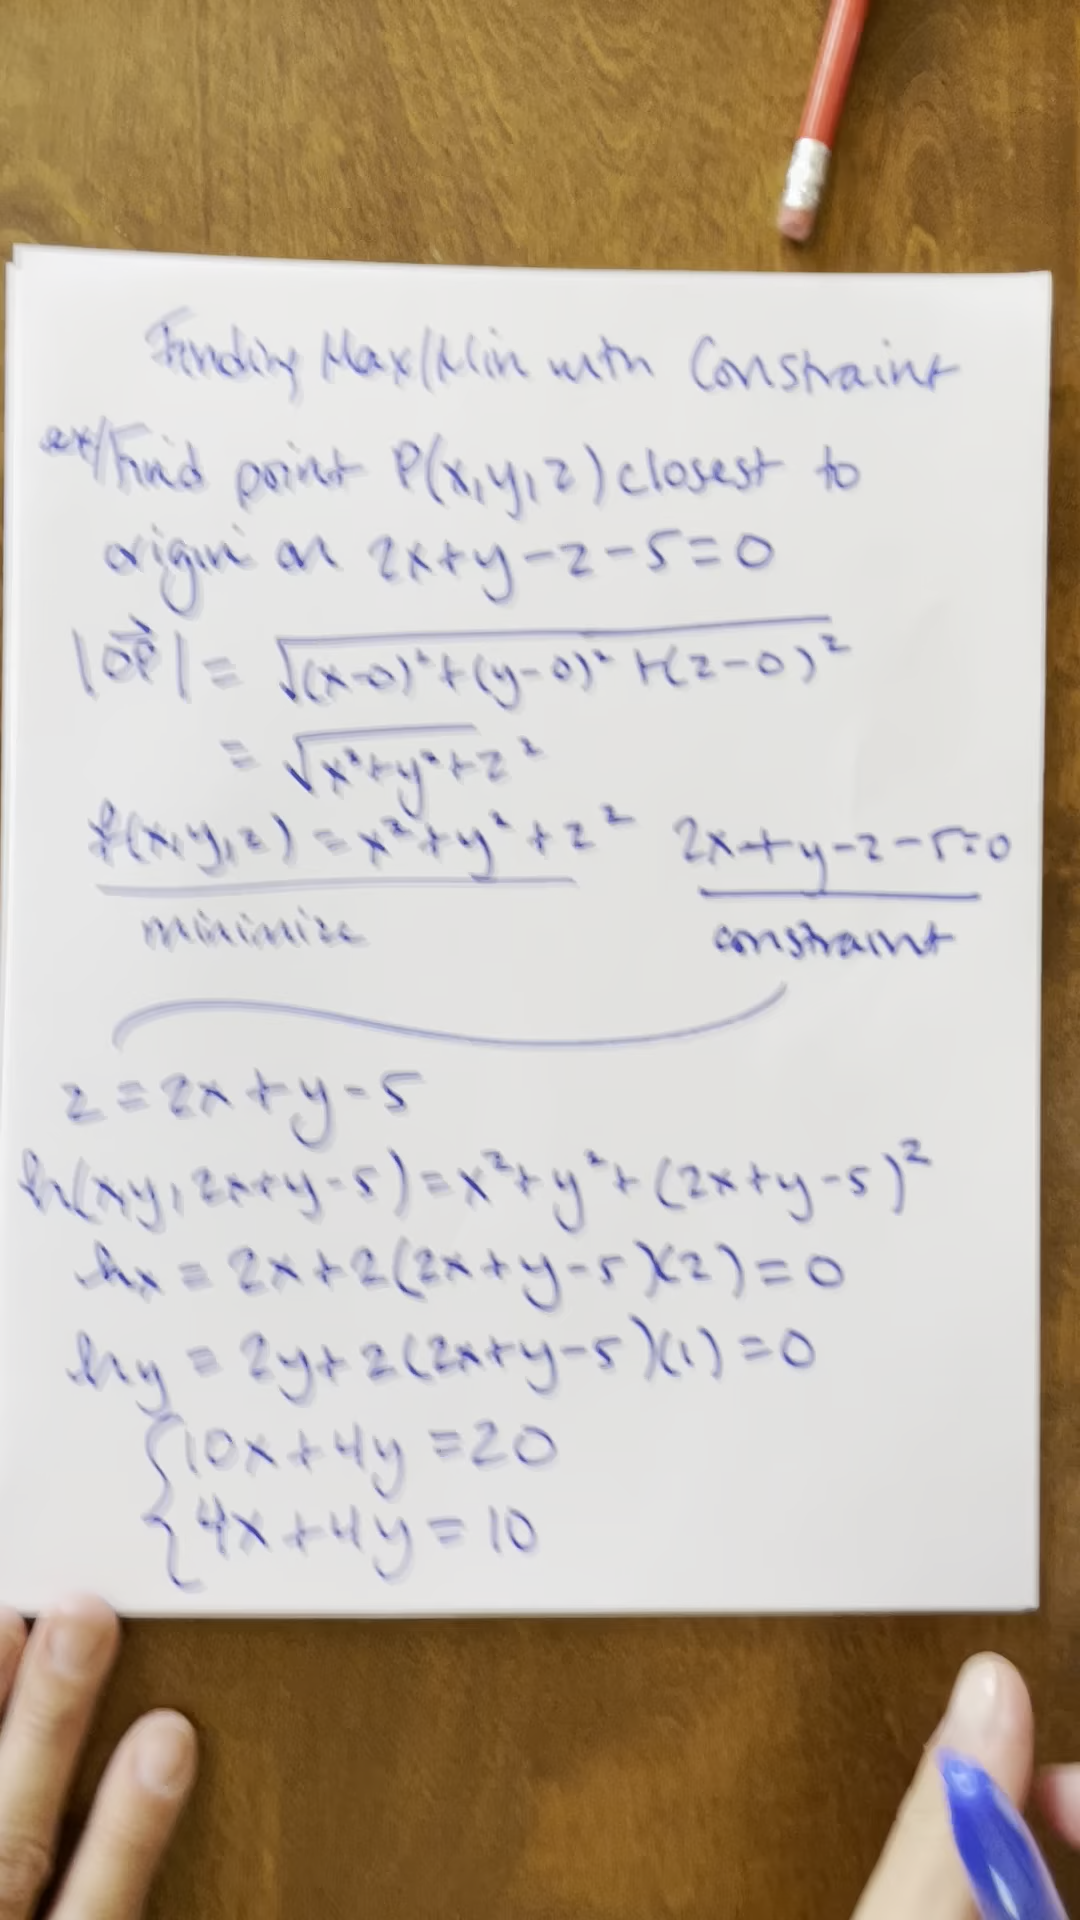 Finding Max/Min with Constraint
ex/Find point P(x,y,z) closest to
origin on 2x+y-z-5=0
|OP⃗| = √(x-0)²+(y-0)²+(z-0)²
= √x²+y²+z²
f(x,y,z) = x²+y²+z² 2x+y-z-5=0
minimize constraint
z = 2x+y-5
h(x,y,2x+y-5)=x²+y²+(2x+y-5)²
hx = 2x+2(2x+y-5)(2)=0
hy = 2y+2(2x+y-5)(1)=0
{10x+4y=20
4x+4y=10